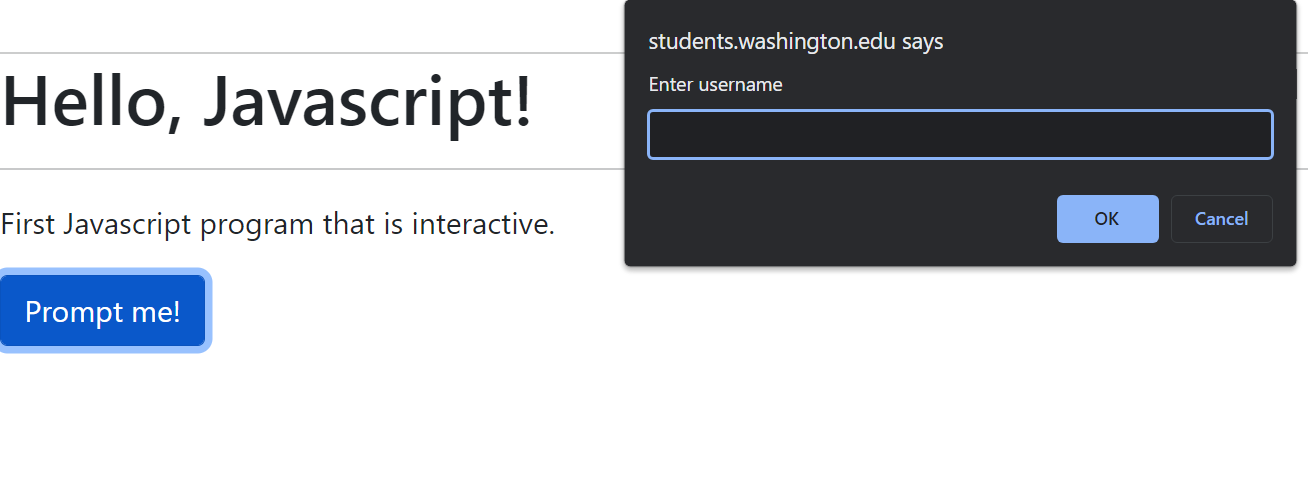 Hello, Javascript!
First Javascript program that is interactive.
Prompt me!
students.washington.edu says
Enter username
OK
Cancel